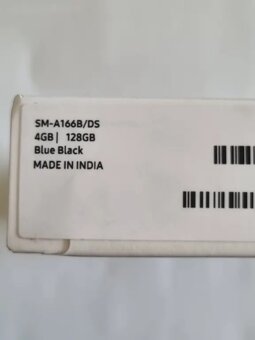 SM-A166B/DS
4GB | 128GB
Blue Black
MADE IN INDIA